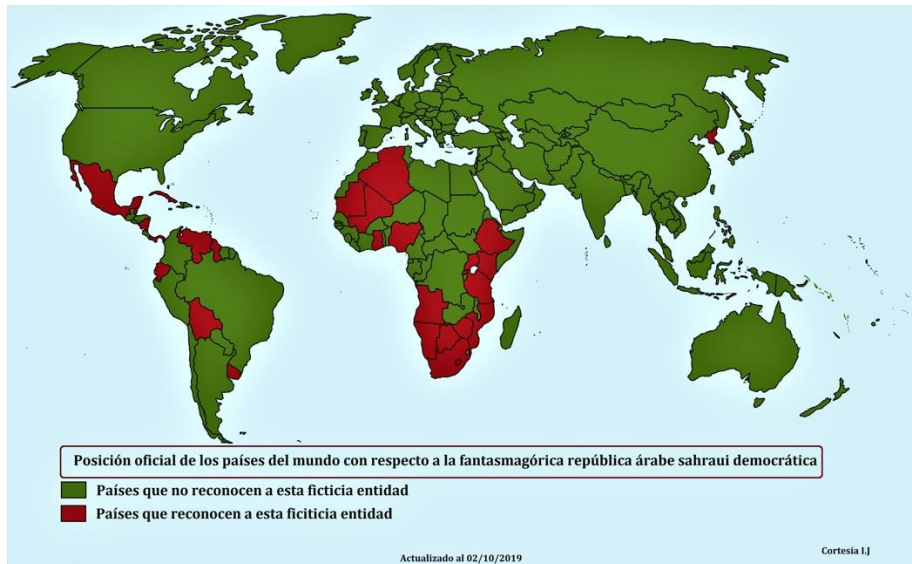 Posición oficial de los países del mundo con respecto a la fantasmagórica república árabe sahraui democrática
Países que no reconocen a esta ficticia entidad
Países que reconocen a esta ficiticia entidad
Cortesía I.J
Actualizado al 02/10/2019